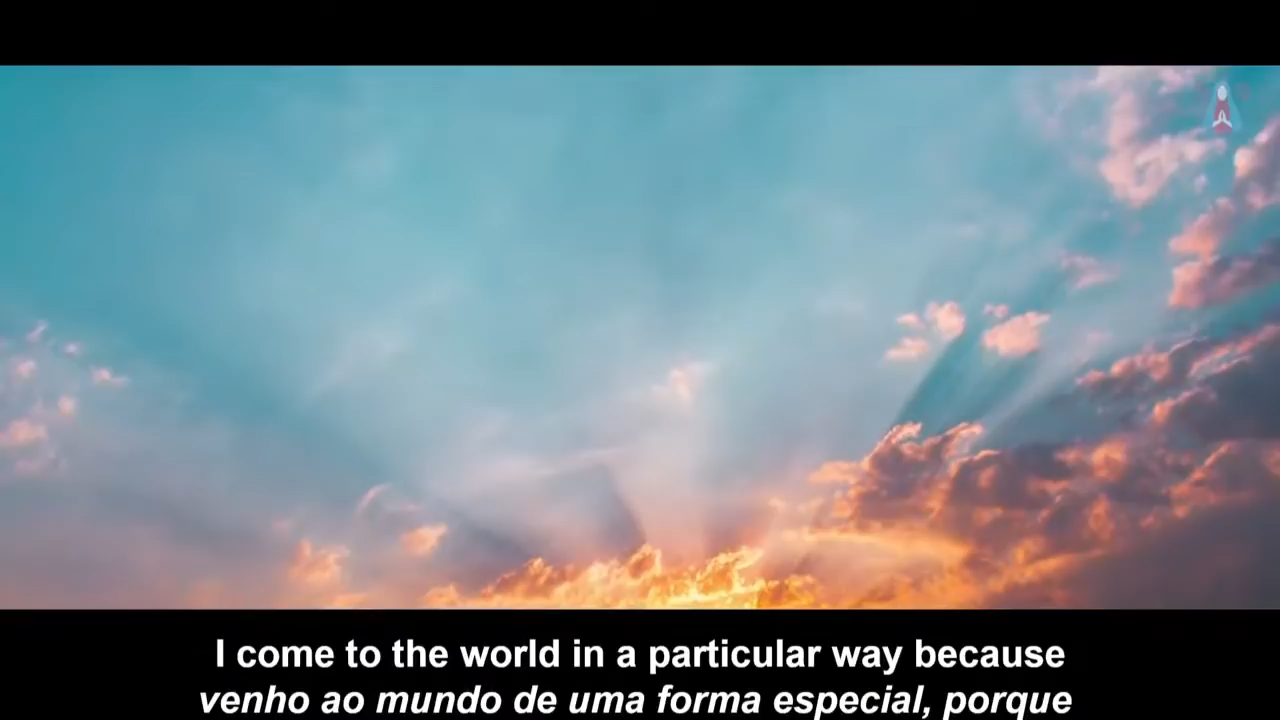 I come to the world in a particular way because
venho ao mundo de uma forma especial, porque